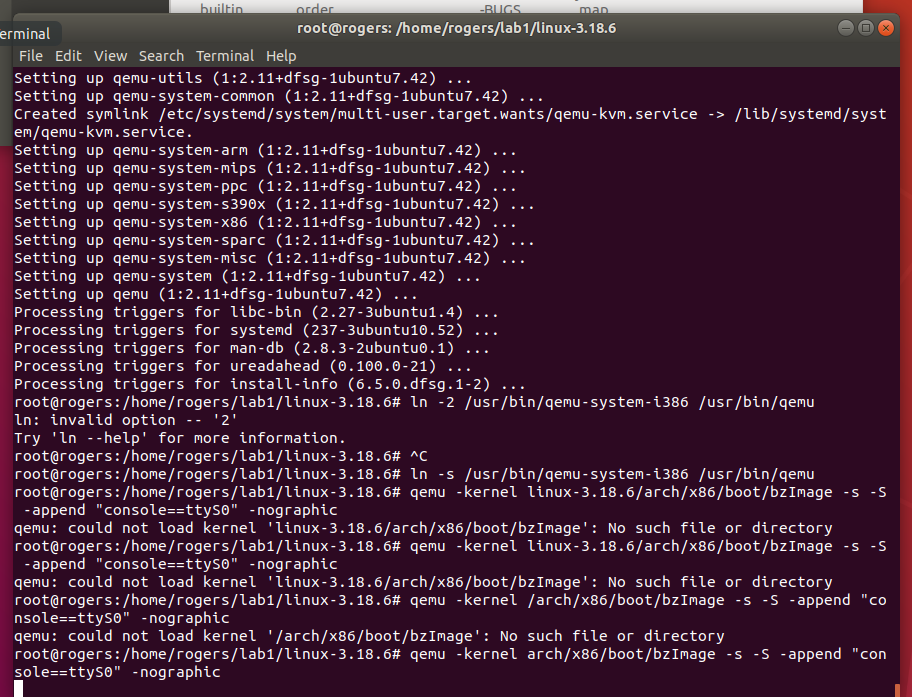 builtin order -BUGS map
erminal
root@rogers: /home/rogers/lab1/linux-3.18.6
File Edit View Search Terminal Help
Setting up qemu-utils (1:2.11+dfsg-1ubuntu7.42) ...
Setting up qemu-system-common (1:2.11+dfsg-1ubuntu7.42) ...
Created symlink /etc/systemd/system/multi-user.target.wants/qemu-kvm.service -> /lib/systemd/syst
em/qemu-kvm.service.
Setting up qemu-system-arm (1:2.11+dfsg-1ubuntu7.42) ...
Setting up qemu-system-mips (1:2.11+dfsg-1ubuntu7.42) ...
Setting up qemu-system-ppc (1:2.11+dfsg-1ubuntu7.42) ...
Setting up qemu-system-s390x (1:2.11+dfsg-1ubuntu7.42) ...
Setting up qemu-system-x86 (1:2.11+dfsg-1ubuntu7.42) ...
Setting up qemu-system-sparc (1:2.11+dfsg-1ubuntu7.42) ...
Setting up qemu-system-misc (1:2.11+dfsg-1ubuntu7.42) ...
Setting up qemu-system (1:2.11+dfsg-1ubuntu7.42) ...
Setting up qemu (1:2.11+dfsg-1ubuntu7.42) ...
Processing triggers for libc-bin (2.27-3ubuntu1.4) ...
Processing triggers for systemd (237-3ubuntu10.52) ...
Processing triggers for man-db (2.8.3-2ubuntu0.1) ...
Processing triggers for ureadahead (0.100.0-21) ...
Processing triggers for install-info (6.5.0.dfsg.1-2) ...
root@rogers:/home/rogers/lab1/linux-3.18.6# ln -2 /usr/bin/qemu-system-i386 /usr/bin/qemu
ln: invalid option -- '2'
Try 'ln --help' for more information.
root@rogers:/home/rogers/lab1/linux-3.18.6# ^C
root@rogers:/home/rogers/lab1/linux-3.18.6# ln -s /usr/bin/qemu-system-i386 /usr/bin/qemu
root@rogers:/home/rogers/lab1/linux-3.18.6# qemu -kernel linux-3.18.6/arch/x86/boot/bzImage -s -S
-append "console==ttyS0" -nographic
qemu: could not load kernel 'linux-3.18.6/arch/x86/boot/bzImage': No such file or directory
root@rogers:/home/rogers/lab1/linux-3.18.6# qemu -kernel linux-3.18.6/arch/x86/boot/bzImage -s -S
-append "console==ttyS0" -nographic
qemu: could not load kernel 'linux-3.18.6/arch/x86/boot/bzImage': No such file or directory
root@rogers:/home/rogers/lab1/linux-3.18.6# qemu -kernel /arch/x86/boot/bzImage -s -S -append "co
nsole==ttyS0" -nographic
qemu: could not load kernel '/arch/x86/boot/bzImage': No such file or directory
root@rogers:/home/rogers/lab1/linux-3.18.6# qemu -kernel arch/x86/boot/bzImage -s -S -append "con
sole==ttyS0" -nographic